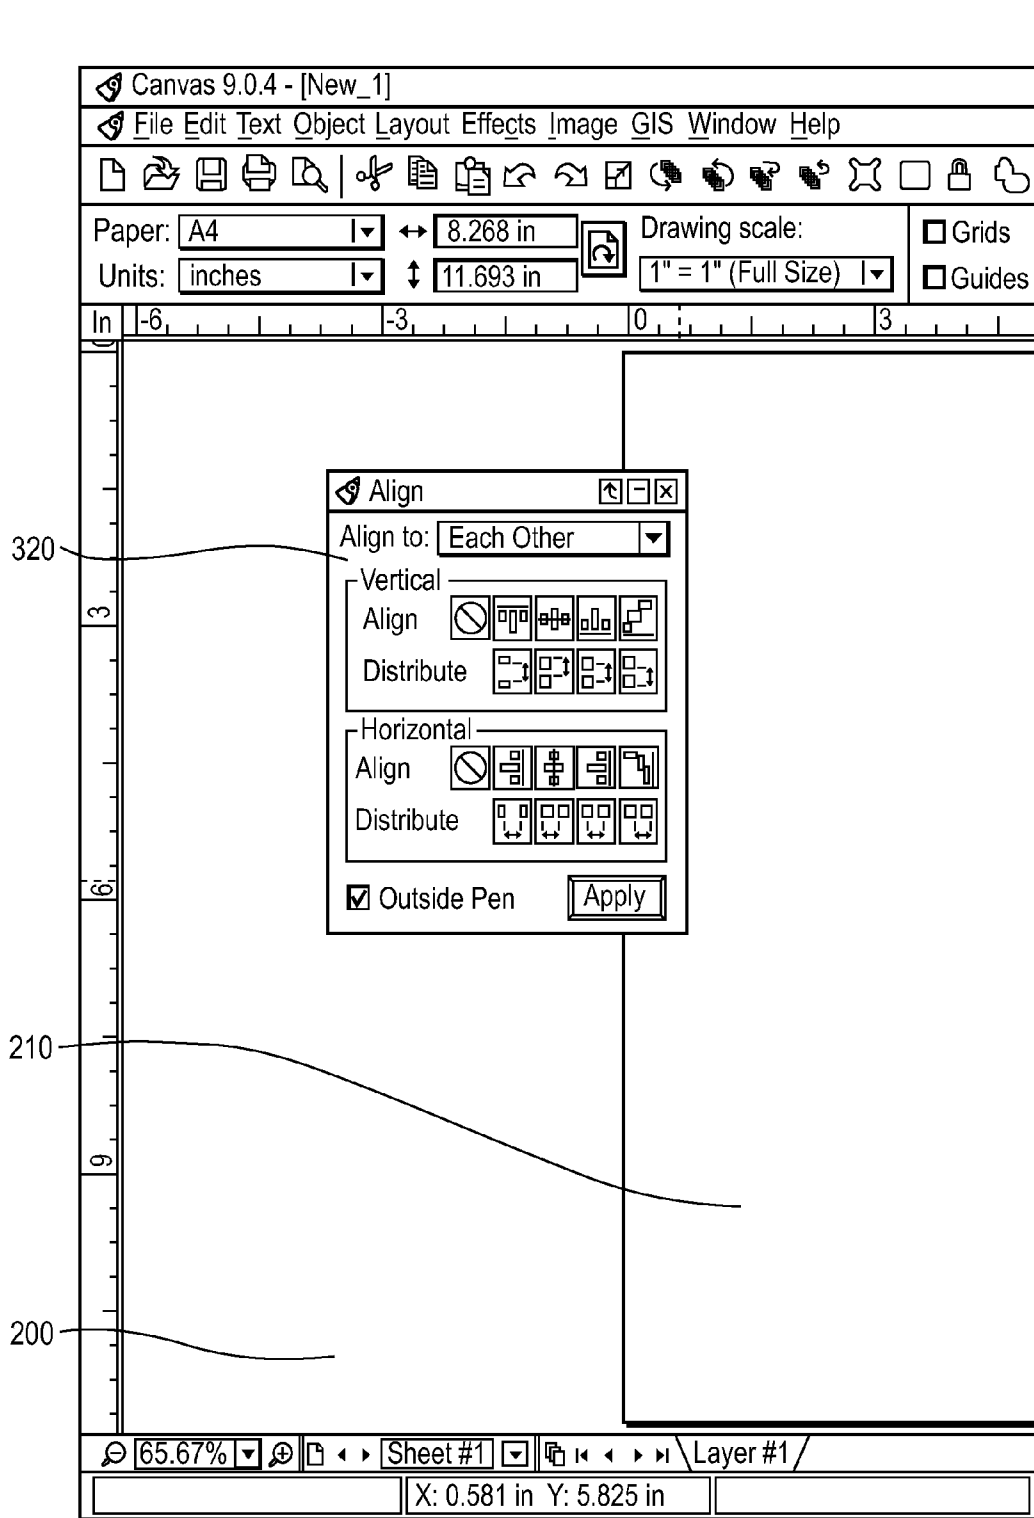 Canvas 9.0.4 - [New_1]
File Edit Text Object Layout Effects Image GIS Window Help
Paper: A4 8.268 in Drawing scale: Grids
Units: inches 11.693 in 1" = 1" (Full Size) Guides
In -6 -3 0 3
Align
320
Align to: Each Other
Vertical
3
Align
Distribute
Horizontal
Align
Distribute
6
Outside Pen Apply
210
9
200
65.67% Sheet #1 Layer #1
X: 0.581 in Y: 5.825 in